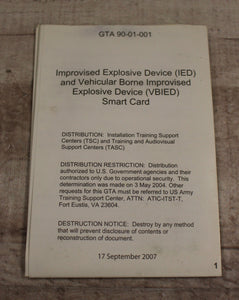 GTA 90-01-001
Improvised Explosive Device (IED)
and Vehicular Borne Improvised
Explosive Device (VBIED)
Smart Card
DISTRIBUTION: Installation Training Support
Centers (TSC) and Training and Audiovisual
Support Centers (TASC)
DISTRIBUTION RESTRICTION: Distribution
authorized to U.S. Government agencies and their
contractors only due to operational security. This
determination was made on 3 May 2004. Other
requests for this GTA must be referred to US Army
Training Support Center, ATTN: ATIC-ITST-T,
Fort Eustis, VA 23604.
DESTRUCTION NOTICE: Destroy by any method
that will prevent disclosure of contents or
reconstruction of document.
17 September 2007
1